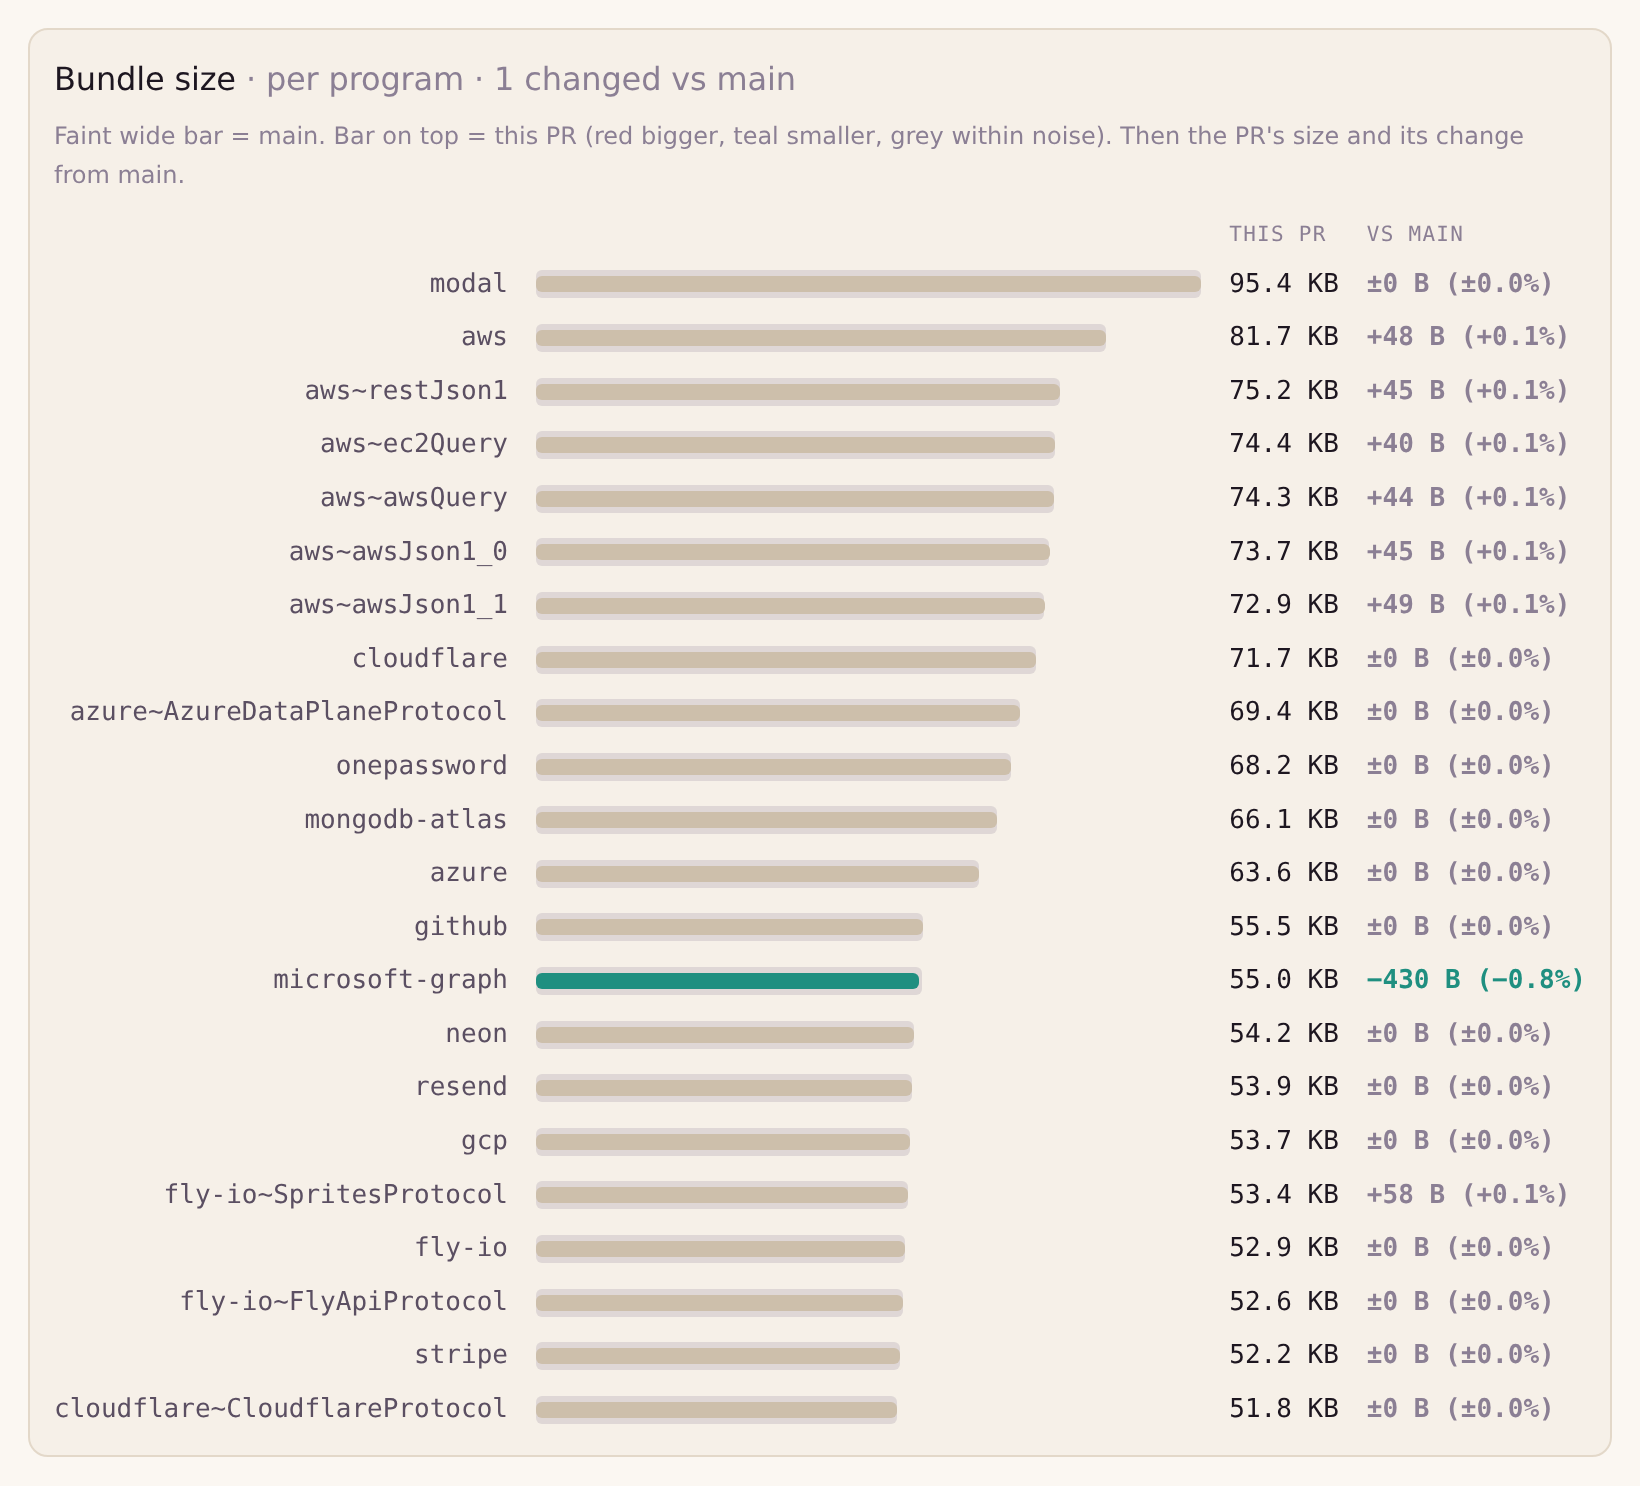 Bundle size · per program · 1 changed vs main
Faint wide bar = main. Bar on top = this PR (red bigger, teal smaller, grey within noise). Then the PR's size and its change
from main.
THIS PR VS MAIN
modal 95.4 KB ±0 B (±0.0%)
aws 81.7 KB +48 B (+0.1%)
aws~restJson1 75.2 KB +45 B (+0.1%)
aws~ec2Query 74.4 KB +40 B (+0.1%)
aws~awsQuery 74.3 KB +44 B (+0.1%)
aws~awsJson1_0 73.7 KB +45 B (+0.1%)
aws~awsJson1_1 72.9 KB +49 B (+0.1%)
cloudflare 71.7 KB ±0 B (±0.0%)
azure~AzureDataPlaneProtocol 69.4 KB ±0 B (±0.0%)
onepassword 68.2 KB ±0 B (±0.0%)
mongodb-atlas 66.1 KB ±0 B (±0.0%)
azure 63.6 KB ±0 B (±0.0%)
github 55.5 KB ±0 B (±0.0%)
microsoft-graph 55.0 KB −430 B (−0.8%)
neon 54.2 KB ±0 B (±0.0%)
resend 53.9 KB ±0 B (±0.0%)
gcp 53.7 KB ±0 B (±0.0%)
fly-io~SpritesProtocol 53.4 KB +58 B (+0.1%)
fly-io 52.9 KB ±0 B (±0.0%)
fly-io~FlyApiProtocol 52.6 KB ±0 B (±0.0%)
stripe 52.2 KB ±0 B (±0.0%)
cloudflare~CloudflareProtocol 51.8 KB ±0 B (±0.0%)